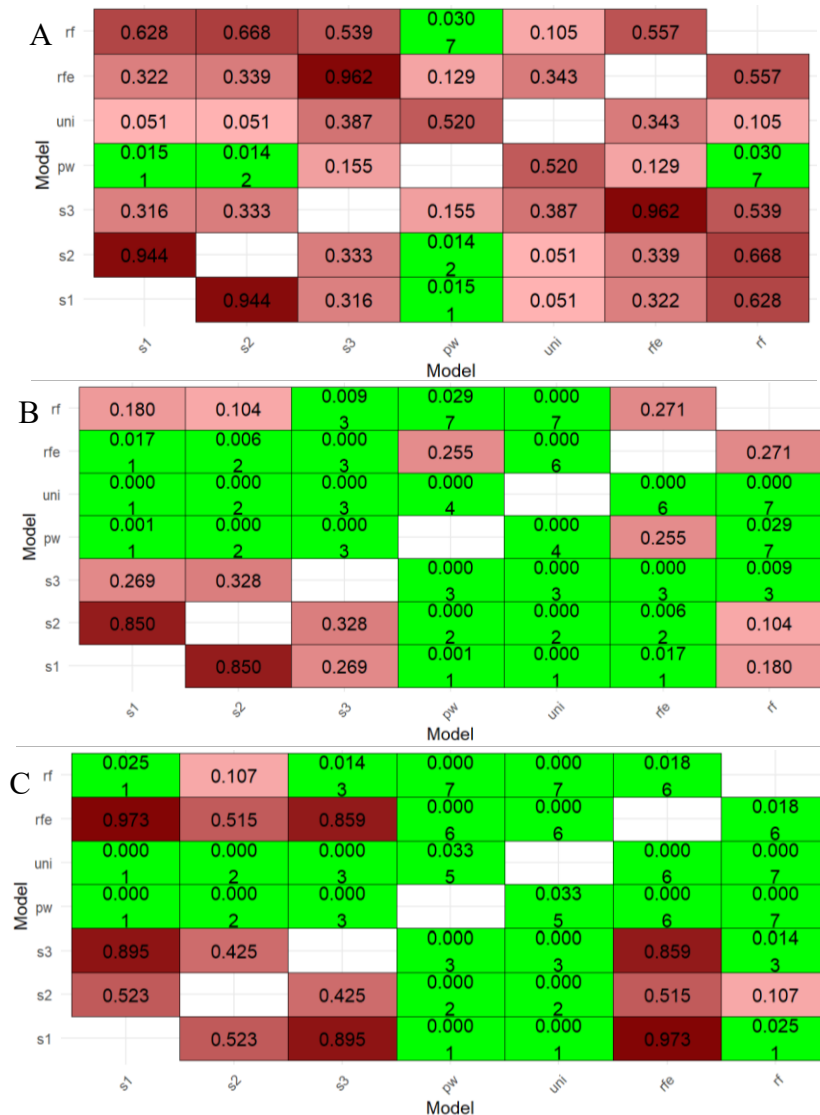 A
rf 0.628 0.668 0.539 0.030 0.105 0.557
7
rfe 0.322 0.339 0.962 0.129 0.343 0.557
uni 0.051 0.051 0.387 0.520 0.343 0.105
pw 0.015 0.014 0.155 0.520 0.129 0.030
1 2 7
s3 0.316 0.333 0.155 0.387 0.962 0.539
s2 0.944 0.333 0.014 0.051 0.339 0.668
2
s1 0.944 0.316 0.015 0.051 0.322 0.628
1
Model
s1 s2 s3 pw uni rfe rf
Model
B
rf 0.180 0.104 0.009 0.029 0.000 0.271
3 7 7
rfe 0.017 0.006 0.000 0.255 0.000 0.271
1 2 3 6
uni 0.000 0.000 0.000 0.000 0.000 0.000
1 2 3 4 6 7
pw 0.001 0.000 0.000 0.000 0.255 0.029
1 2 3 4 7
s3 0.269 0.328 0.000 0.000 0.000 0.009
3 3 3 3
s2 0.850 0.328 0.000 0.000 0.006 0.104
2 2 2
s1 0.850 0.269 0.001 0.000 0.017 0.180
1 1 1
Model
s1 s2 s3 pw uni rfe rf
Model
C
rf 0.025 0.107 0.014 0.000 0.000 0.018
1 3 7 7 6
rfe 0.973 0.515 0.859 0.000 0.000 0.018
6 6 6
uni 0.000 0.000 0.000 0.033 0.000 0.000
1 2 3 5 6 7
pw 0.000 0.000 0.000 0.033 0.000 0.000
1 2 3 5 6 7
s3 0.895 0.425 0.000 0.000 0.859 0.014
3 3 3
s2 0.523 0.425 0.000 0.000 0.515 0.107
2 2
s1 0.523 0.895 0.000 0.000 0.973 0.025
1 1 1
Model
s1 s2 s3 pw uni rfe rf
Model